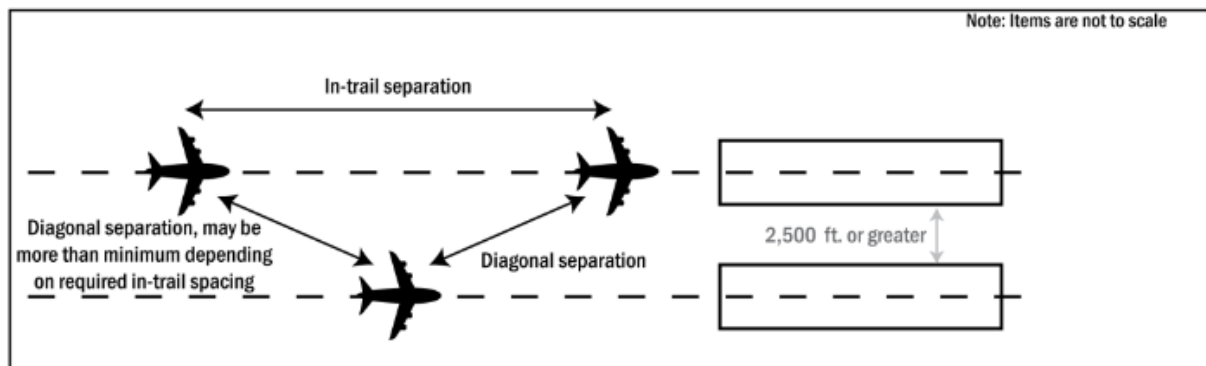 Note: Items are not to scale
In-trail separation
Diagonal separation, may be
more than minimum depending
on required in-trail spacing
Diagonal separation
2,500 ft. or greater